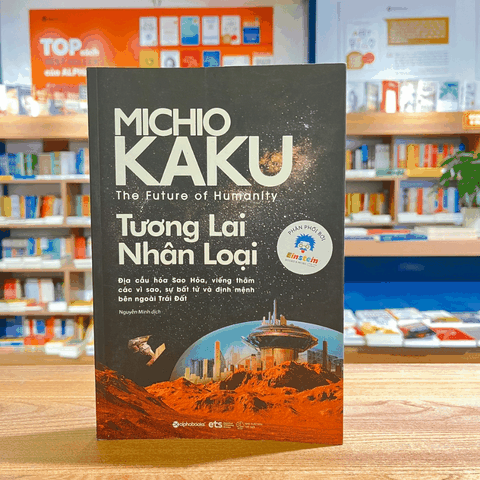 TOP
MICHIO
KAKU
The Future of Humanity
Tương Lai
Nhân Loại
PHÂN PHỐI BỞI
Einstein
Địa cầu hóa Sao Hỏa, viếng thăm
các vì sao, sự bất tử và định mệnh
bên ngoài Trái Đất
Nguyễn Minh dịch
alphabooks
ets